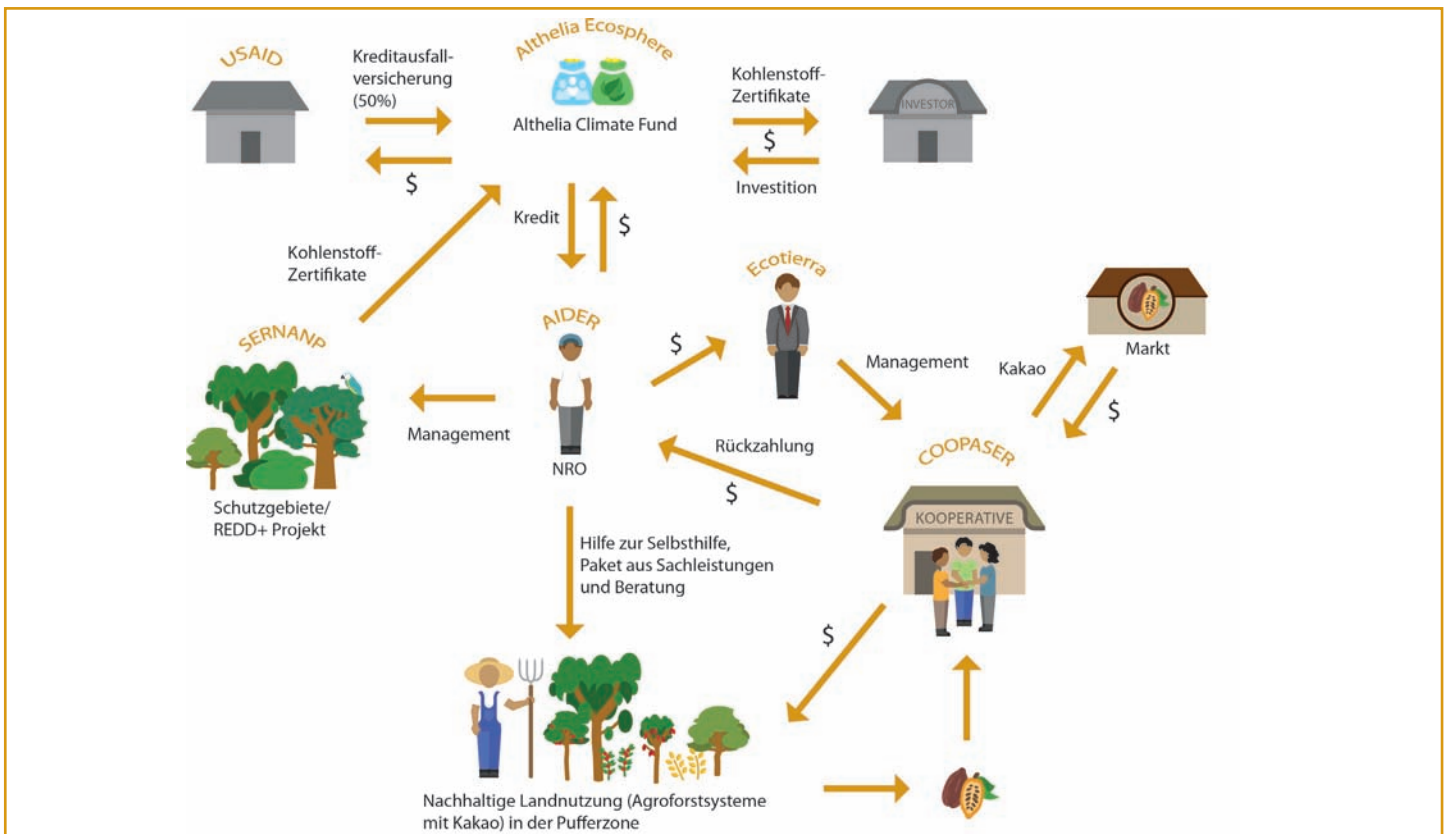 USAID
Kreditausfall-
versicherung
(50%)
$
Althelia Ecosphere
Althelia Climate Fund
Kohlenstoff-
Zertifikate
$
Investition
INVESTOR
Kohlenstoff-
Zertifikate
Kredit
$
SERNANP
Schutzgebiete/
REDD+ Projekt
Management
AIDER
NRO
$
Ecotierra
Management
Kakao
$
Markt
Rückzahlung
$
COOPASER
KOOPERATIVE
Hilfe zur Selbsthilfe,
Paket aus Sachleistungen
und Beratung
$
Nachhaltige Landnutzung (Agroforstsysteme
mit Kakao) in der Pufferzone